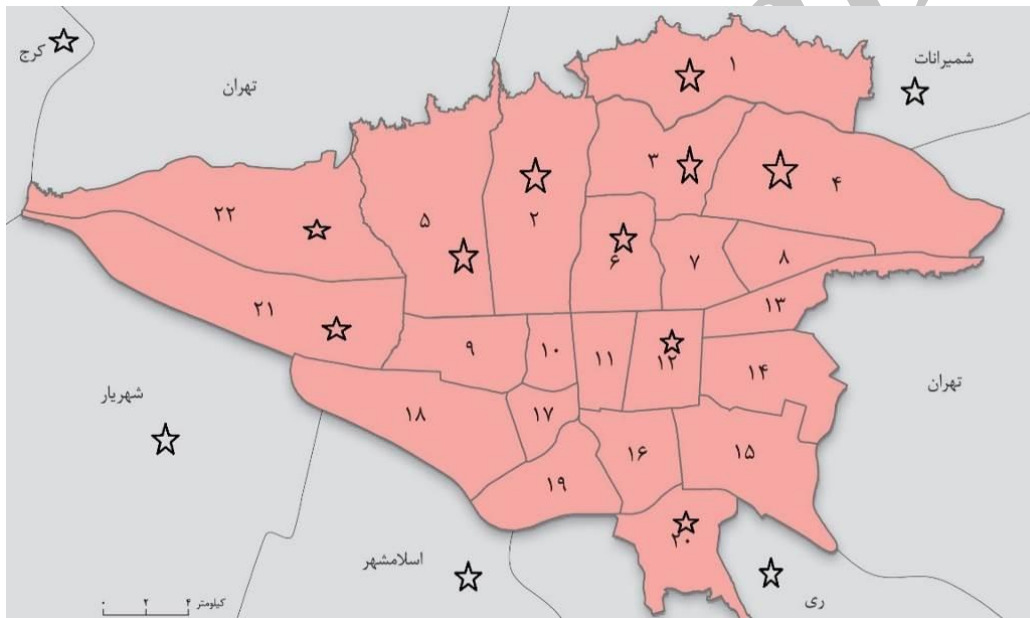 کرج
تهران
شمیرانات
۱
۳
۴
۲۲
۵
۲
۶
۷
۸
۲۱
۱۳
۹
۱۰
۱۱
۱۲
۱۴
شهریار
تهران
۱۸
۱۷
۱۶
۱۵
۱۹
۲۰
اسلامشهر
ری
۰ ۲ ۴ کیلومتر